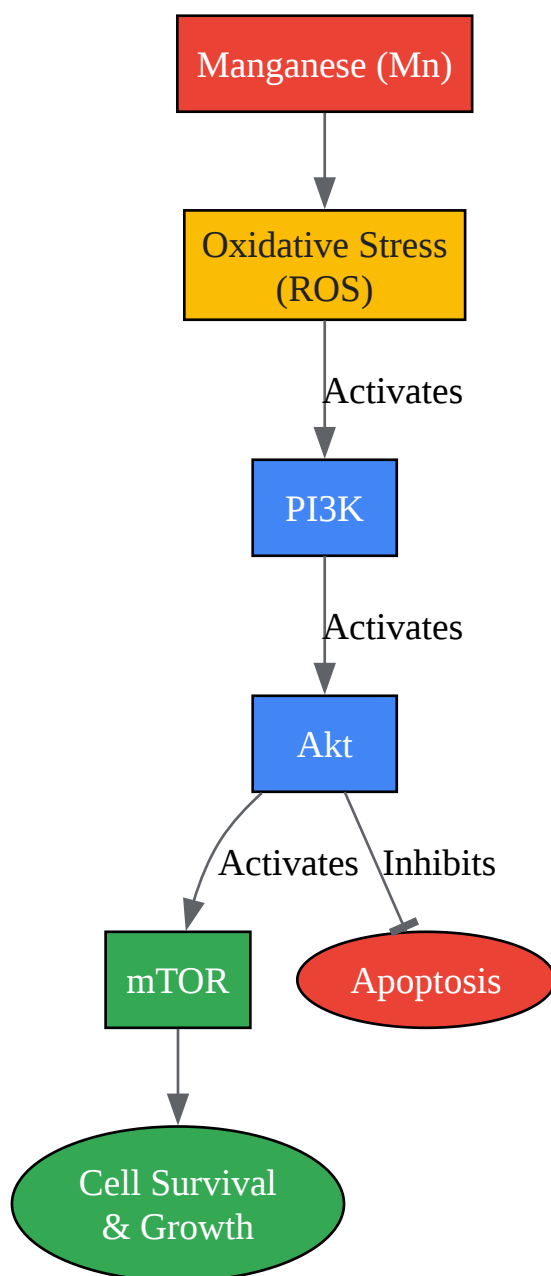 Manganese (Mn)
Oxidative Stress
(ROS)
Activates
PI3K
Activates
Akt
Activates
Inhibits
mTOR
Apoptosis
Cell Survival
& Growth